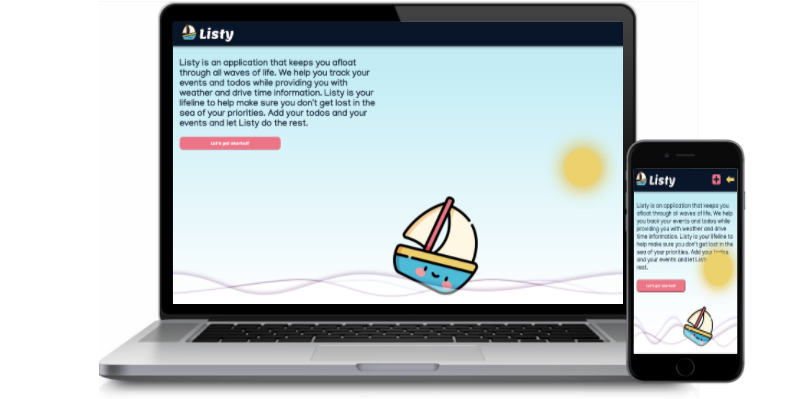 Listy
Listy is an application that keeps you afloat
through all waves of life. We help you track your
events and todos while providing you with
weather and drive time information. Listy is your
lifeline to help make sure you don't get lost in the
sea of your priorities. Add your todos and your
events and let Listy do the rest.
Let's get started!
Listy
Listy is an application that keeps you
afloat through all waves of life. We help
you track your events and todos while
providing you with weather and drive
time information. Listy is your lifeline to
help make sure you don't get lost in the
sea of your priorities. Add your todos
and your events and let Listy
rest.
Let's get started!